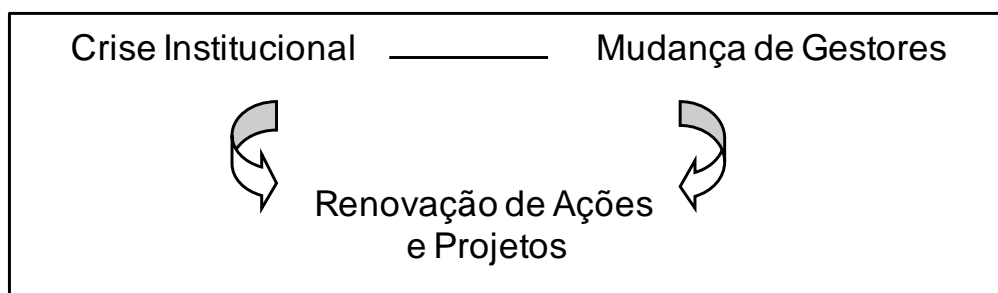 Crise Institucional Mudança de Gestores
Renovação de Ações
e Projetos